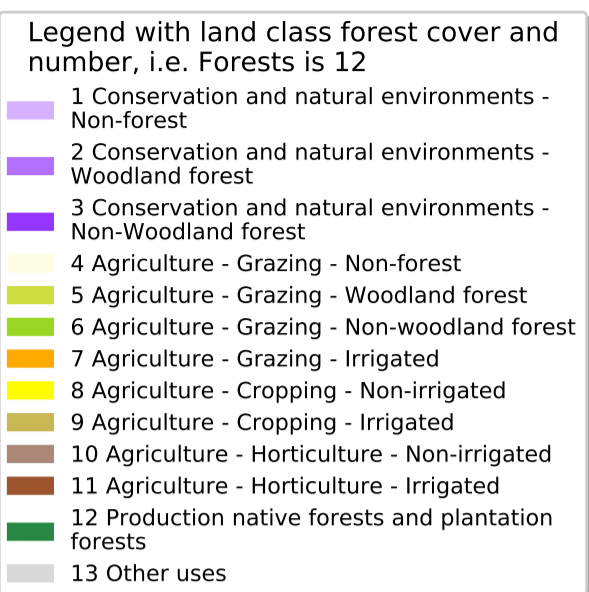 Legend with land class forest cover and
number, i.e. Forests is 12
1 Conservation and natural environments -
Non-forest
2 Conservation and natural environments -
Woodland forest
3 Conservation and natural environments -
Non-Woodland forest
4 Agriculture - Grazing - Non-forest
5 Agriculture - Grazing - Woodland forest
6 Agriculture - Grazing - Non-woodland forest
7 Agriculture - Grazing - Irrigated
8 Agriculture - Cropping - Non-irrigated
9 Agriculture - Cropping - Irrigated
10 Agriculture - Horticulture - Non-irrigated
11 Agriculture - Horticulture - Irrigated
12 Production native forests and plantation
forests
13 Other uses